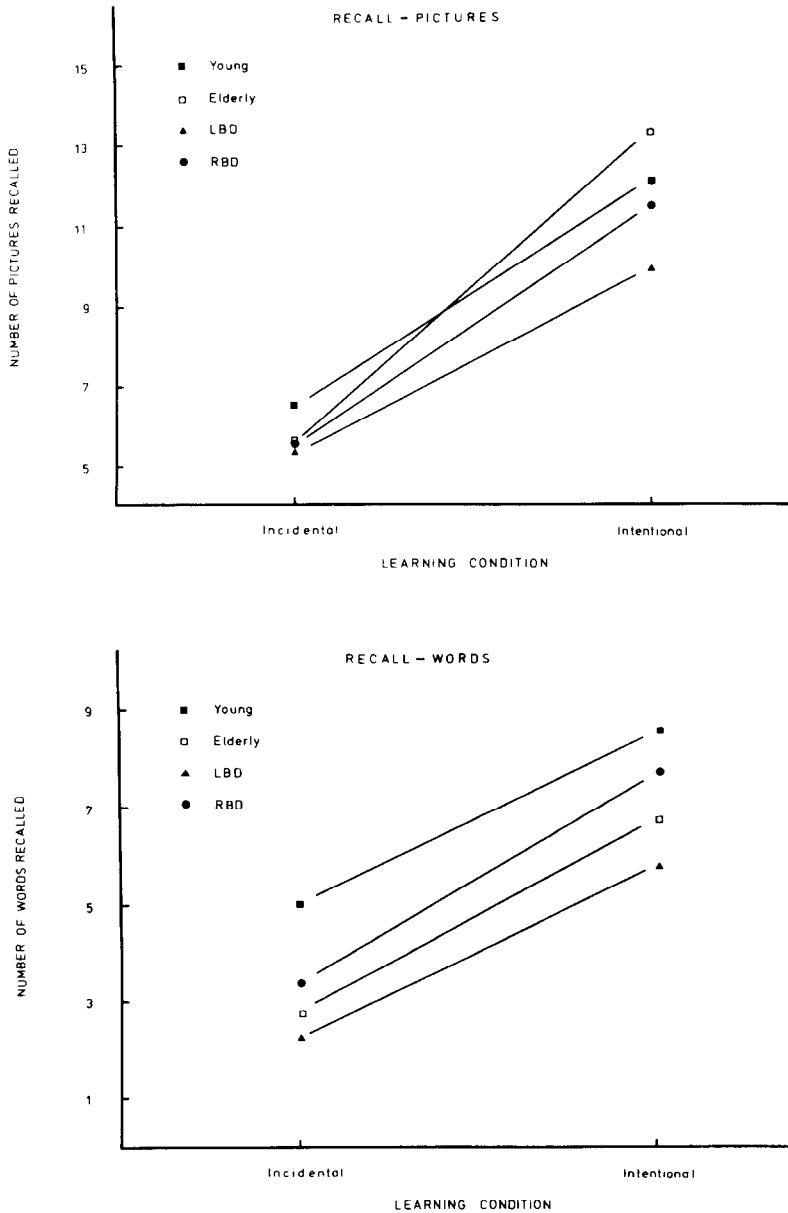 RECALL – PICTURES
Young
Elderly
LBD
RBD
15
13
11
9
7
5
NUMBER OF PICTURES RECALLED
Incidental
Intentional
LEARNING CONDITION
RECALL – WORDS
Young
Elderly
LBD
RBD
9
7
5
3
1
NUMBER OF WORDS RECALLED
Incidental
Intentional
LEARNING CONDITION